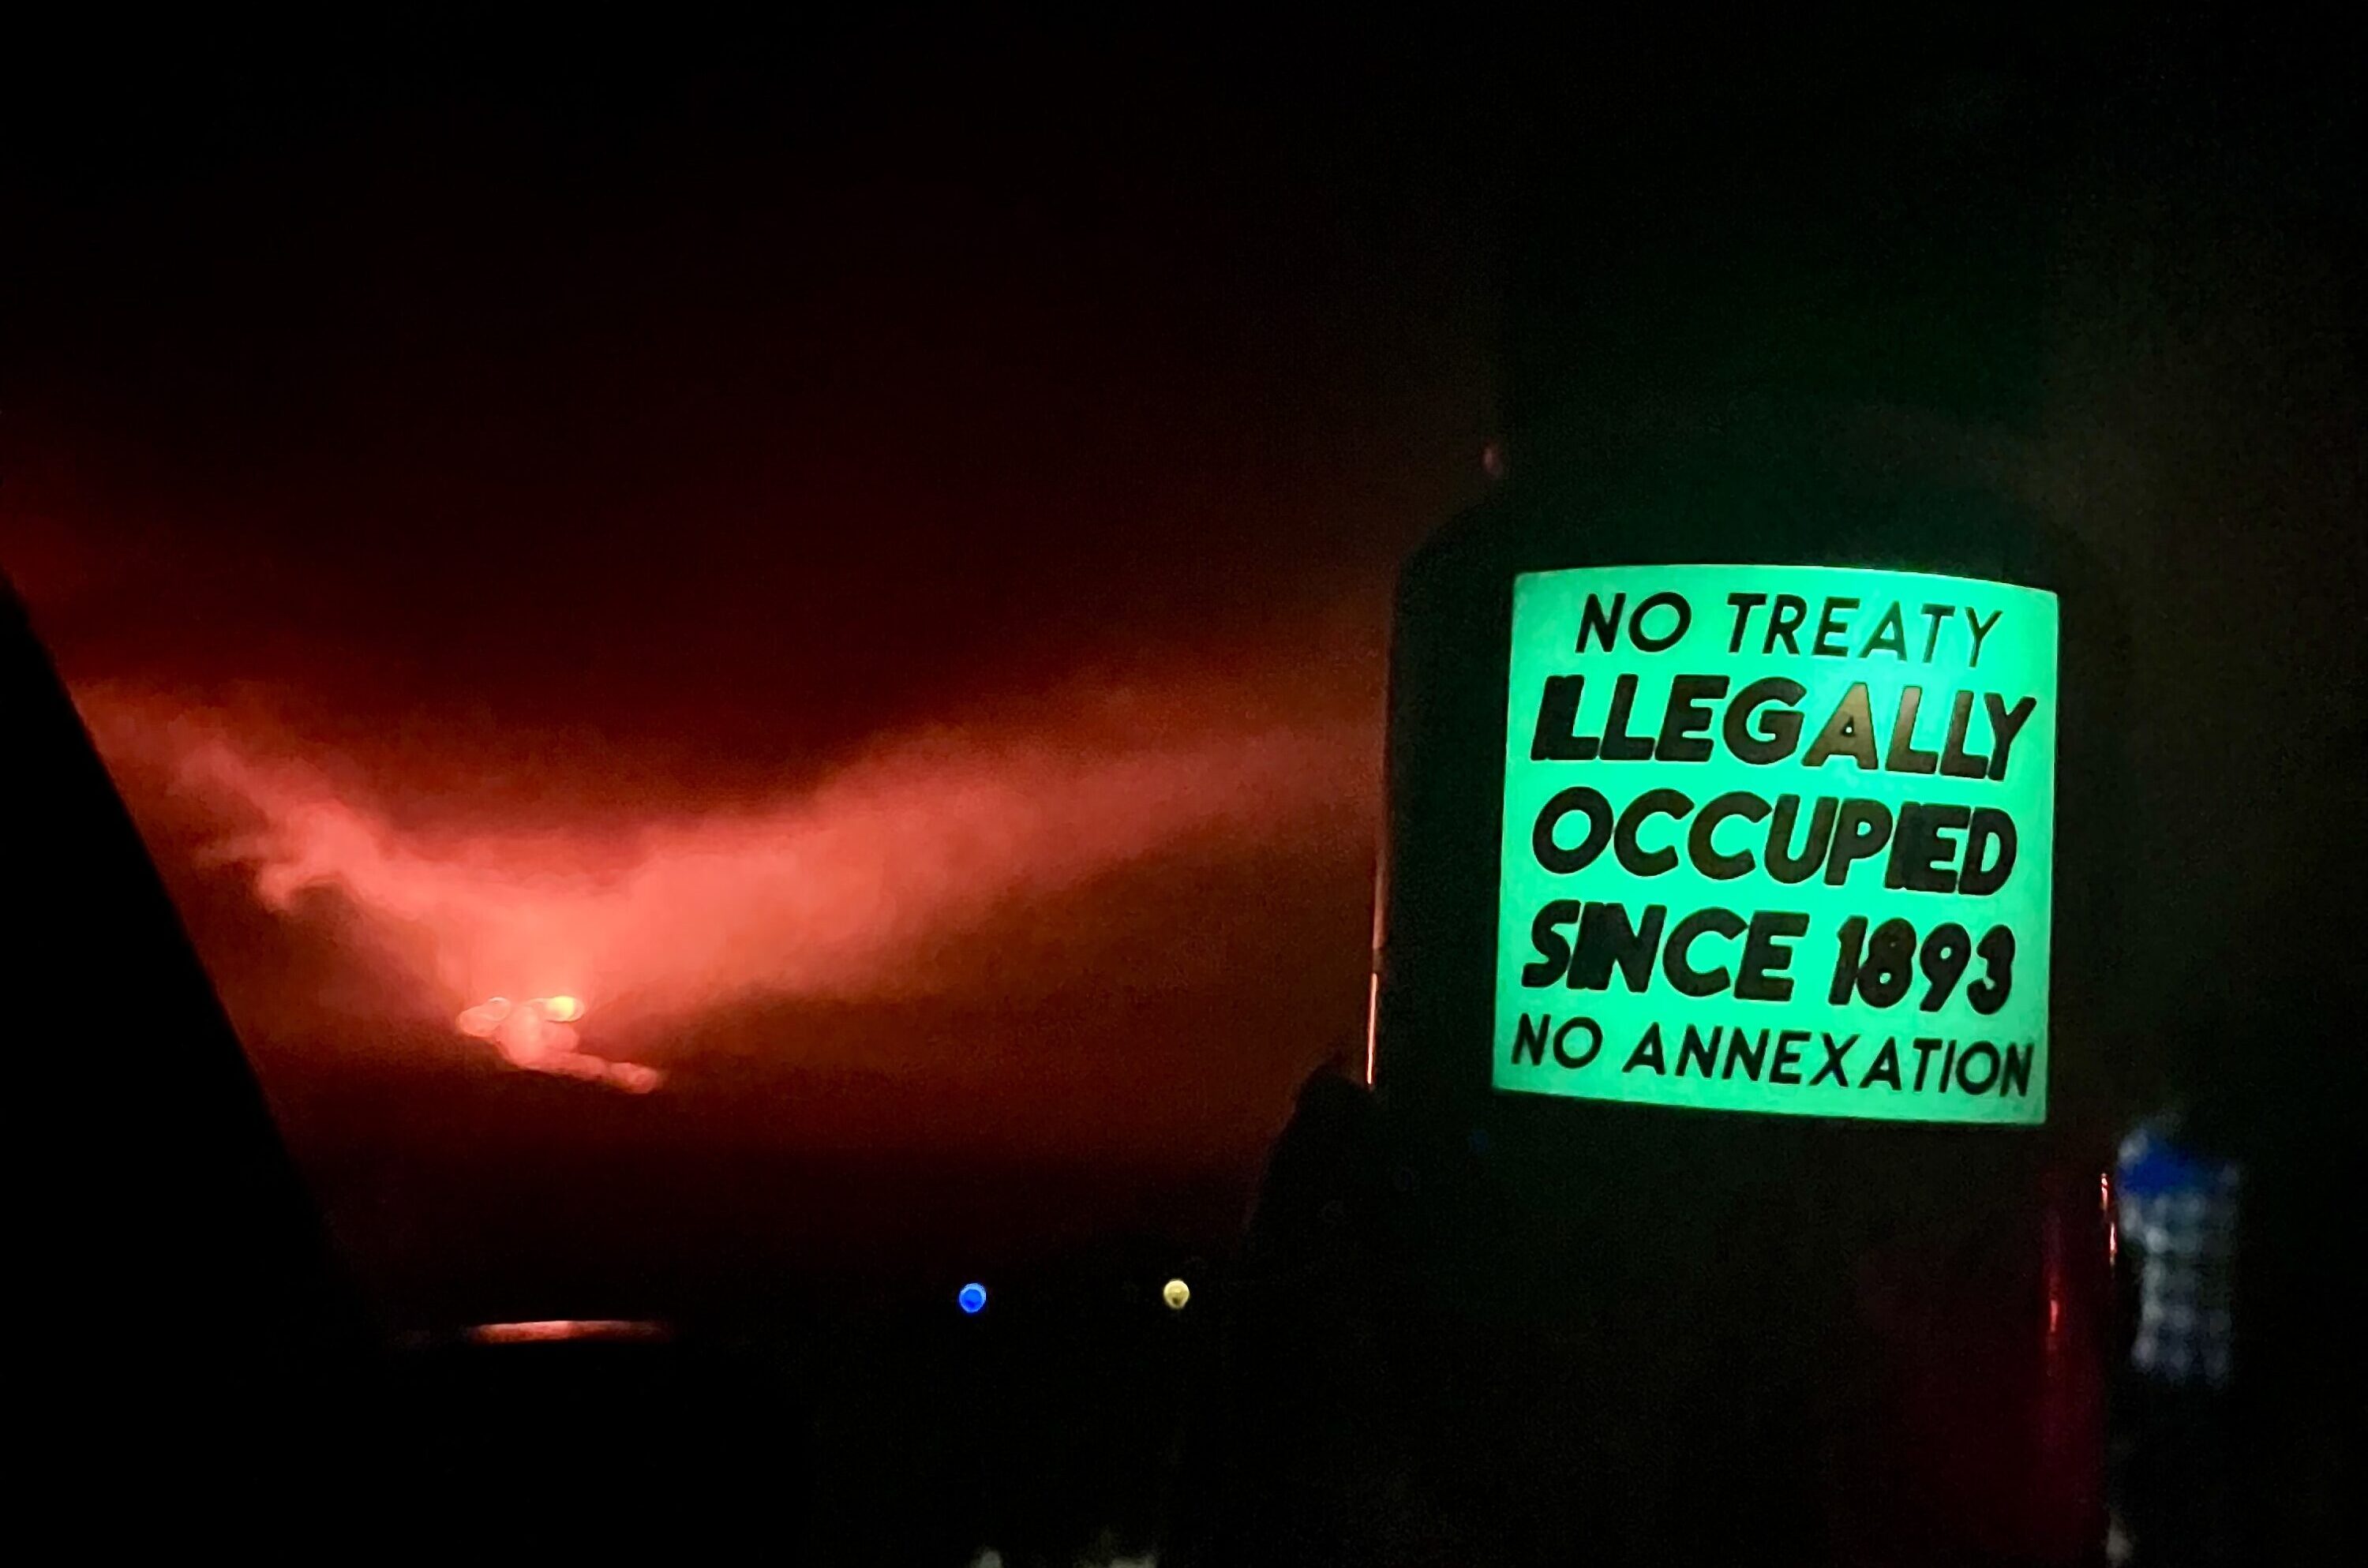 NO TREATY
ILLEGALLY
OCCUPIED
SINCE 1893
NO ANNEXATION